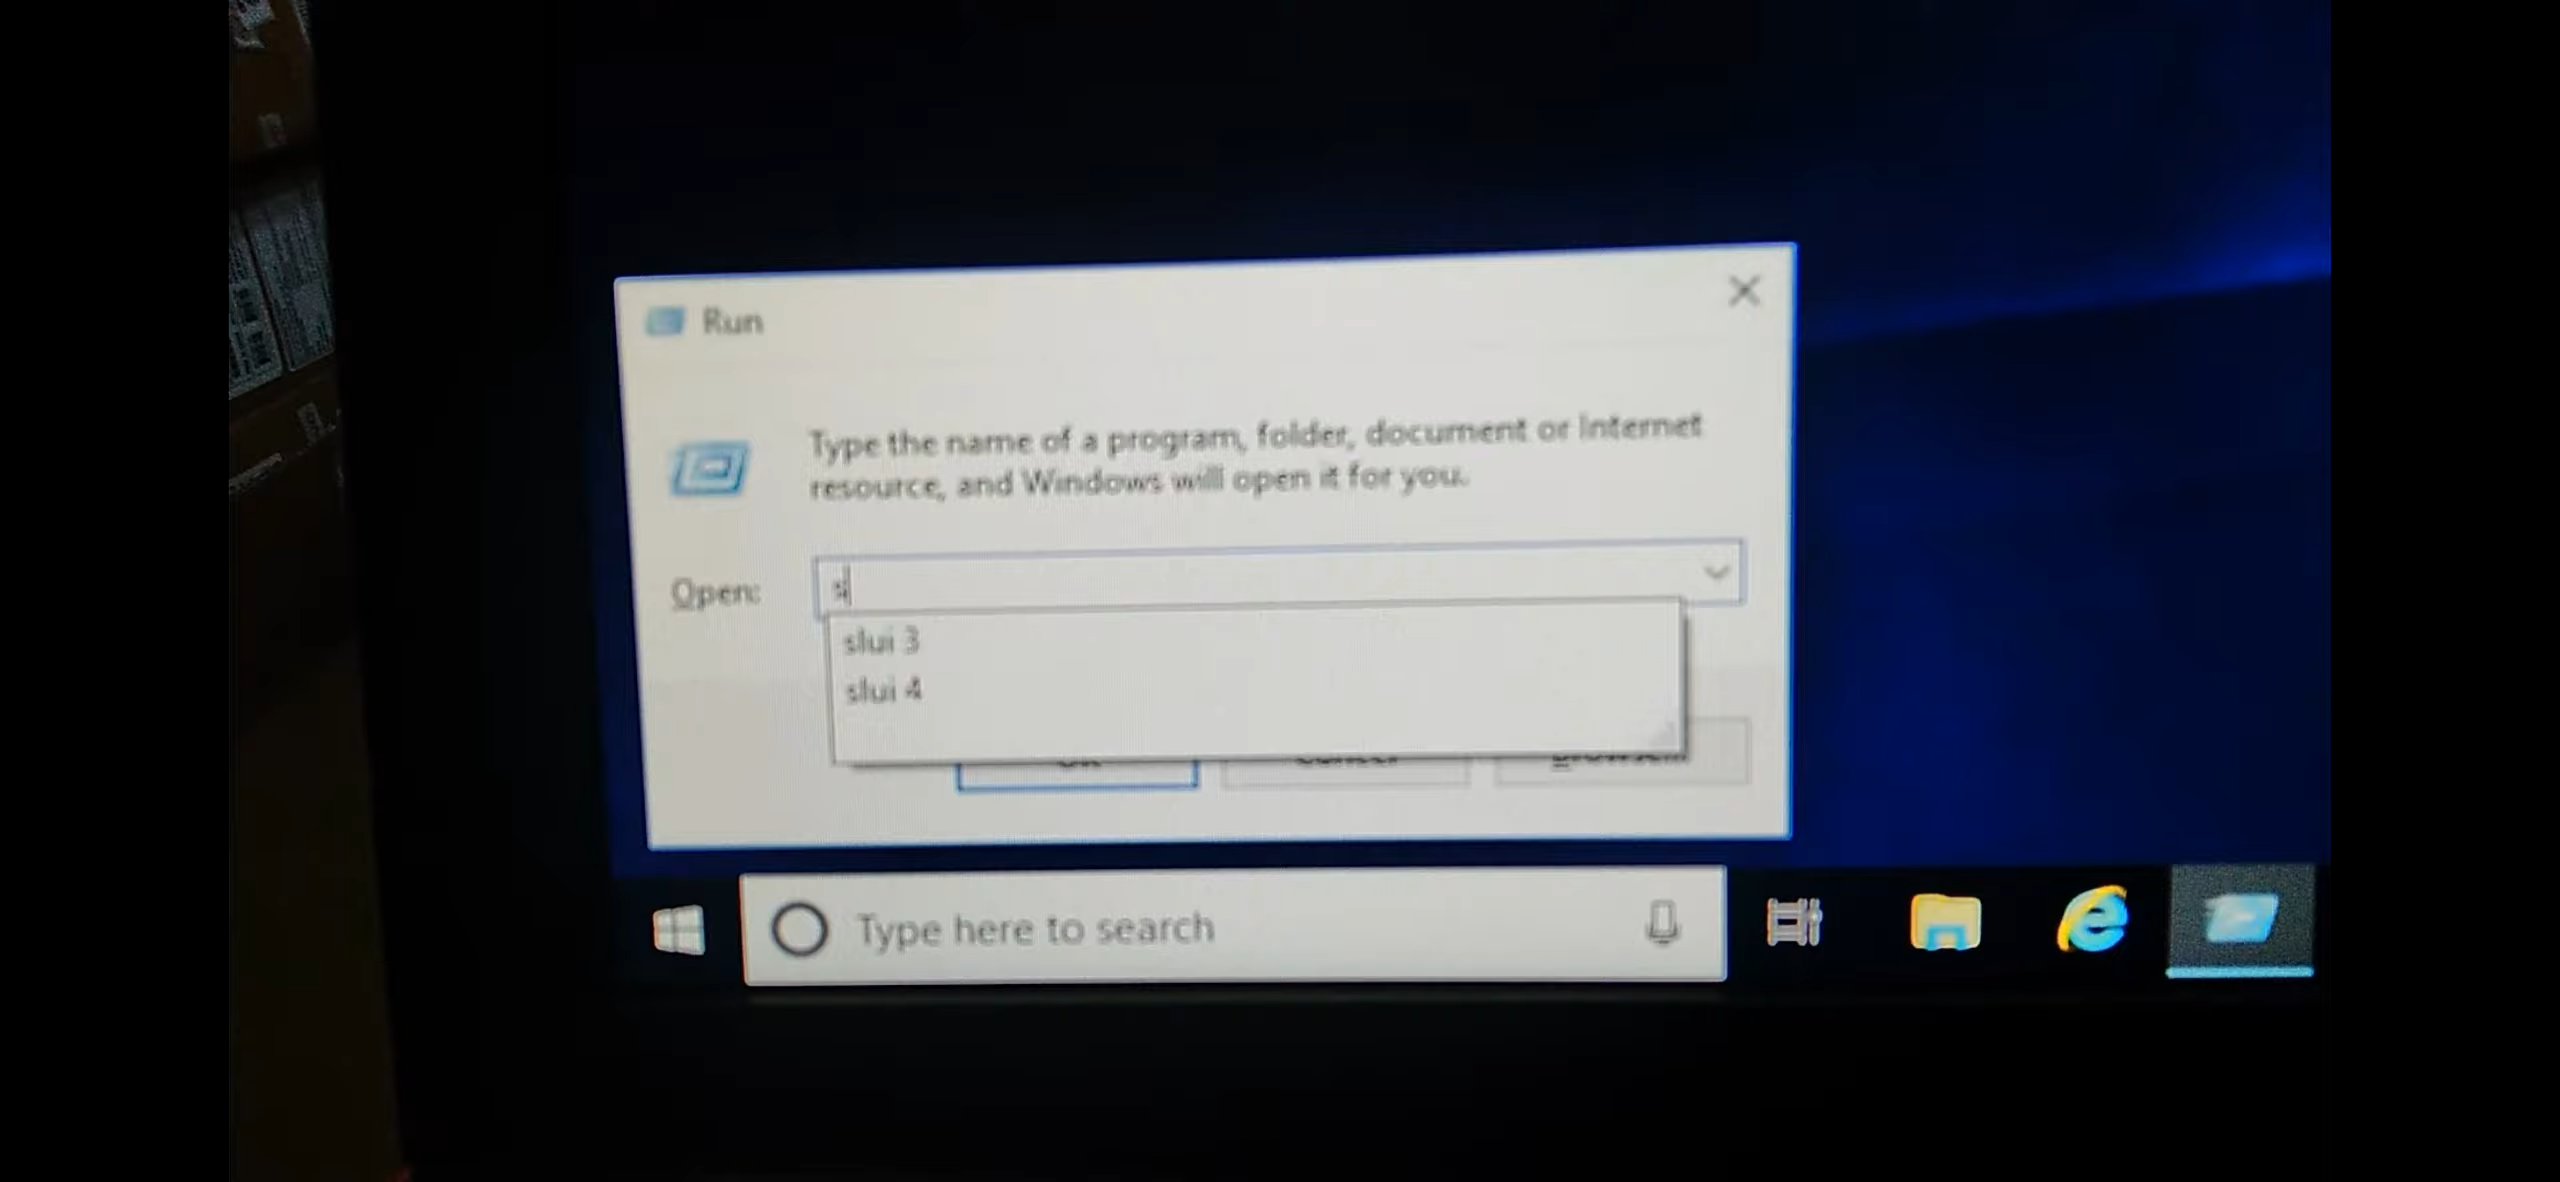 Run
Type the name of a program, folder, document or Internet
resource, and Windows will open it for you.
Open:
s
slui 3
slui 4
Type here to search